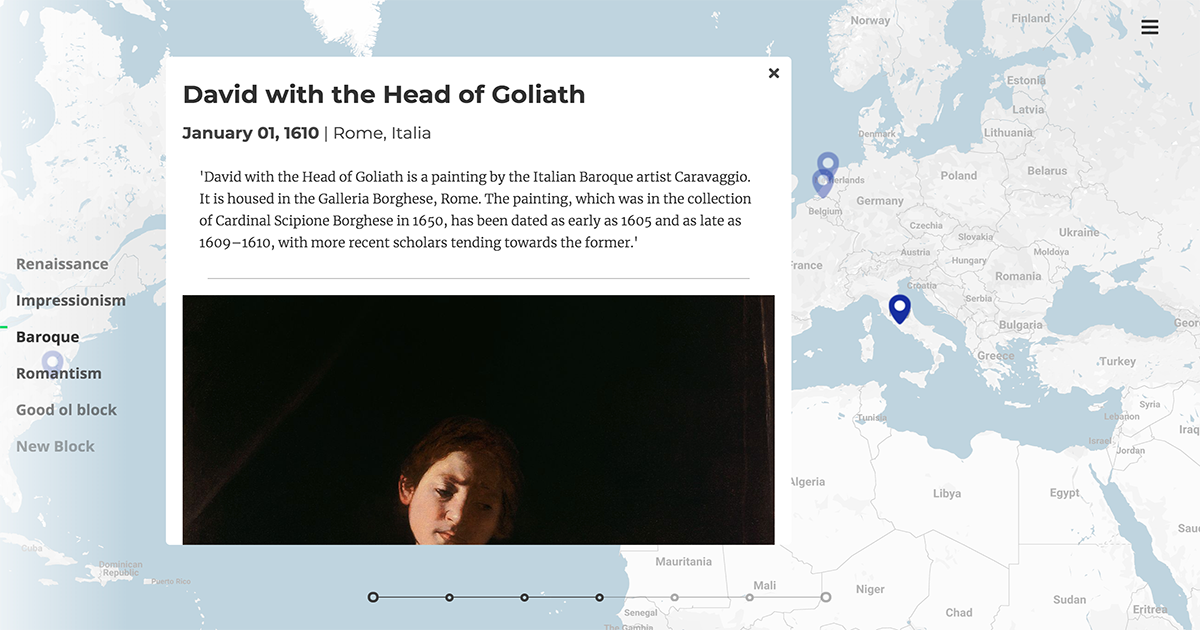 David with the Head of Goliath
January 01, 1610 | Rome, Italia
'David with the Head of Goliath is a painting by the Italian Baroque artist Caravaggio.
It is housed in the Galleria Borghese, Rome. The painting, which was in the collection
of Cardinal Scipione Borghese in 1650, has been dated as early as 1605 and as late as
1609–1610, with more recent scholars tending towards the former.'
Renaissance
Impressionism
Baroque
Romantism
Good ol block
New Block
Norway
Finland
Estonia
Latvia
Denmark
Lithuania
erlands
Poland
Belarus
Germany
Belgium
Czechia
Ukraine
Slovakia
Austria
Moldova
Hungary
France
Romania
Croatia
Serbia
Bulgaria
Geor
Greece
Turkey
Syria
Tunisia
Lebanon
Iraq
Israel
Jordan
Algeria
Libya
Egypt
Sau
Cuba
Dominican
Republic
Puerto Rico
Mauritania
Mali
Niger
Sudan
Eritrea
Senegal
Chad
The Gambia